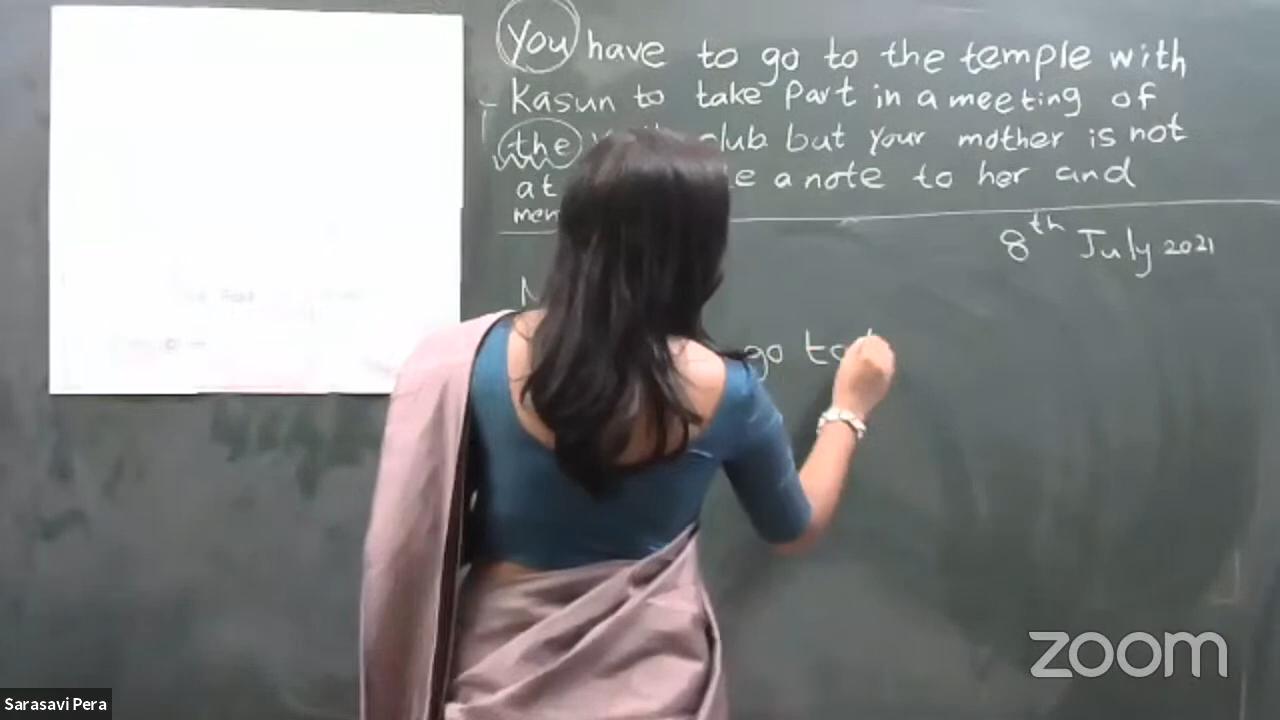 You have to go to the temple with
Kasun to take Part in a meeting of
the club but your mother is not
at a note to her and
8th July 2021
go to
zoom
Sarasavi Pera